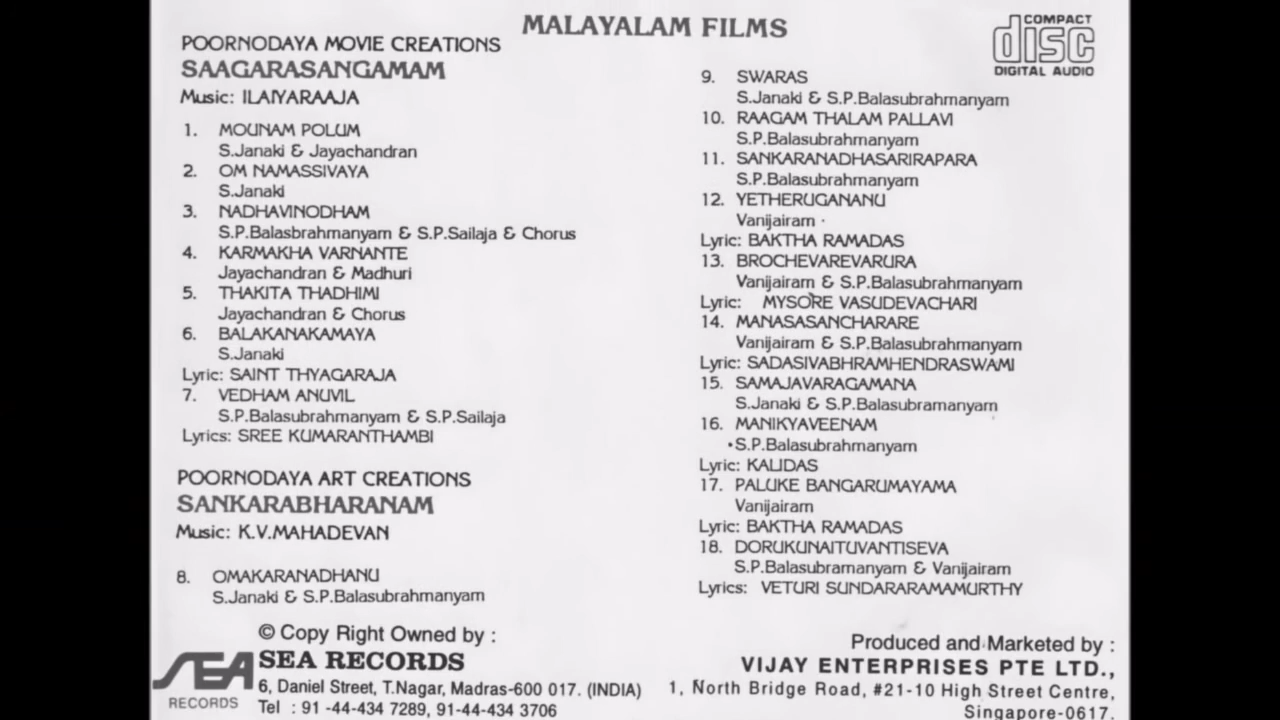 MALAYALAM FILMS
COMPACT
disc
DIGITAL AUDIO
POORNODAYA MOVIE CREATIONS
SAAGARASANGAMAM
Music: ILAIYARAAJA
1. MOUNAM POLUM
S.Janaki & Jayachandran
2. OM NAMASSIVAYA
S.Janaki
3. NADHAVINODHAM
S.P.Balasbrahmanyam & S.P.Sailaja & Chorus
4. KARMAKHA VARNANTE
Jayachandran & Madhuri
5. THAKITA THADHIMI
Jayachandran & Chorus
6. BALAKANAKAMAYA
S.Janaki
Lyric: SAINT THYAGARAJA
7. VEDHAM ANUVIL
S.P.Balasubrahmanyam & S.P.Sailaja
Lyrics: SREE KUMARANTHAMBI
POORNODAYA ART CREATIONS
SANKARABHARANAM
Music: K.V.MAHADEVAN
8. OMAKARANADHANU
S.Janaki & S.P.Balasubrahmanyam
9. SWARAS
S.Janaki & S.P.Balasubrahmanyam
10. RAAGAM THALAM PALLAVI
S.P.Balasubrahmanyam
11. SANKARANADHASARIRAPARA
S.P.Balasubrahmanyam
12. YETHERUGANANU
Vanijairam
Lyric: BAKTHA RAMADAS
13. BROCHEVAREVARURA
Vanijairam & S.P.Balasubrahmanyam
Lyric: MYSORE VASUDEVACHARI
14. MANASASANCHARARE
Vanijairam & S.P.Balasubrahmanyam
Lyric: SADASIVABHRAMHENDRASWAMI
15. SAMAJAVARAGAMANA
S.Janaki & S.P.Balasubramanyam
16. MANIKYAVEENAM
S.P.Balasubrahmanyam
Lyric: KALIDAS
17. PALUKE BANGARUMAYAMA
Vanijairam
Lyric: BAKTHA RAMADAS
18. DORUKUNAITUVANTISEVA
S.P.Balasubramanyam & Vanijairam
Lyrics: VETURI SUNDARARAMAMURTHY
© Copy Right Owned by :
SEA RECORDS
SEA RECORDS
6, Daniel Street, T.Nagar, Madras-600 017. (INDIA)
Tel : 91 -44-434 7289, 91-44-434 3706
Produced and Marketed by :
VIJAY ENTERPRISES PTE LTD.,
1, North Bridge Road, #21-10 High Street Centre,
Singapore-0617.